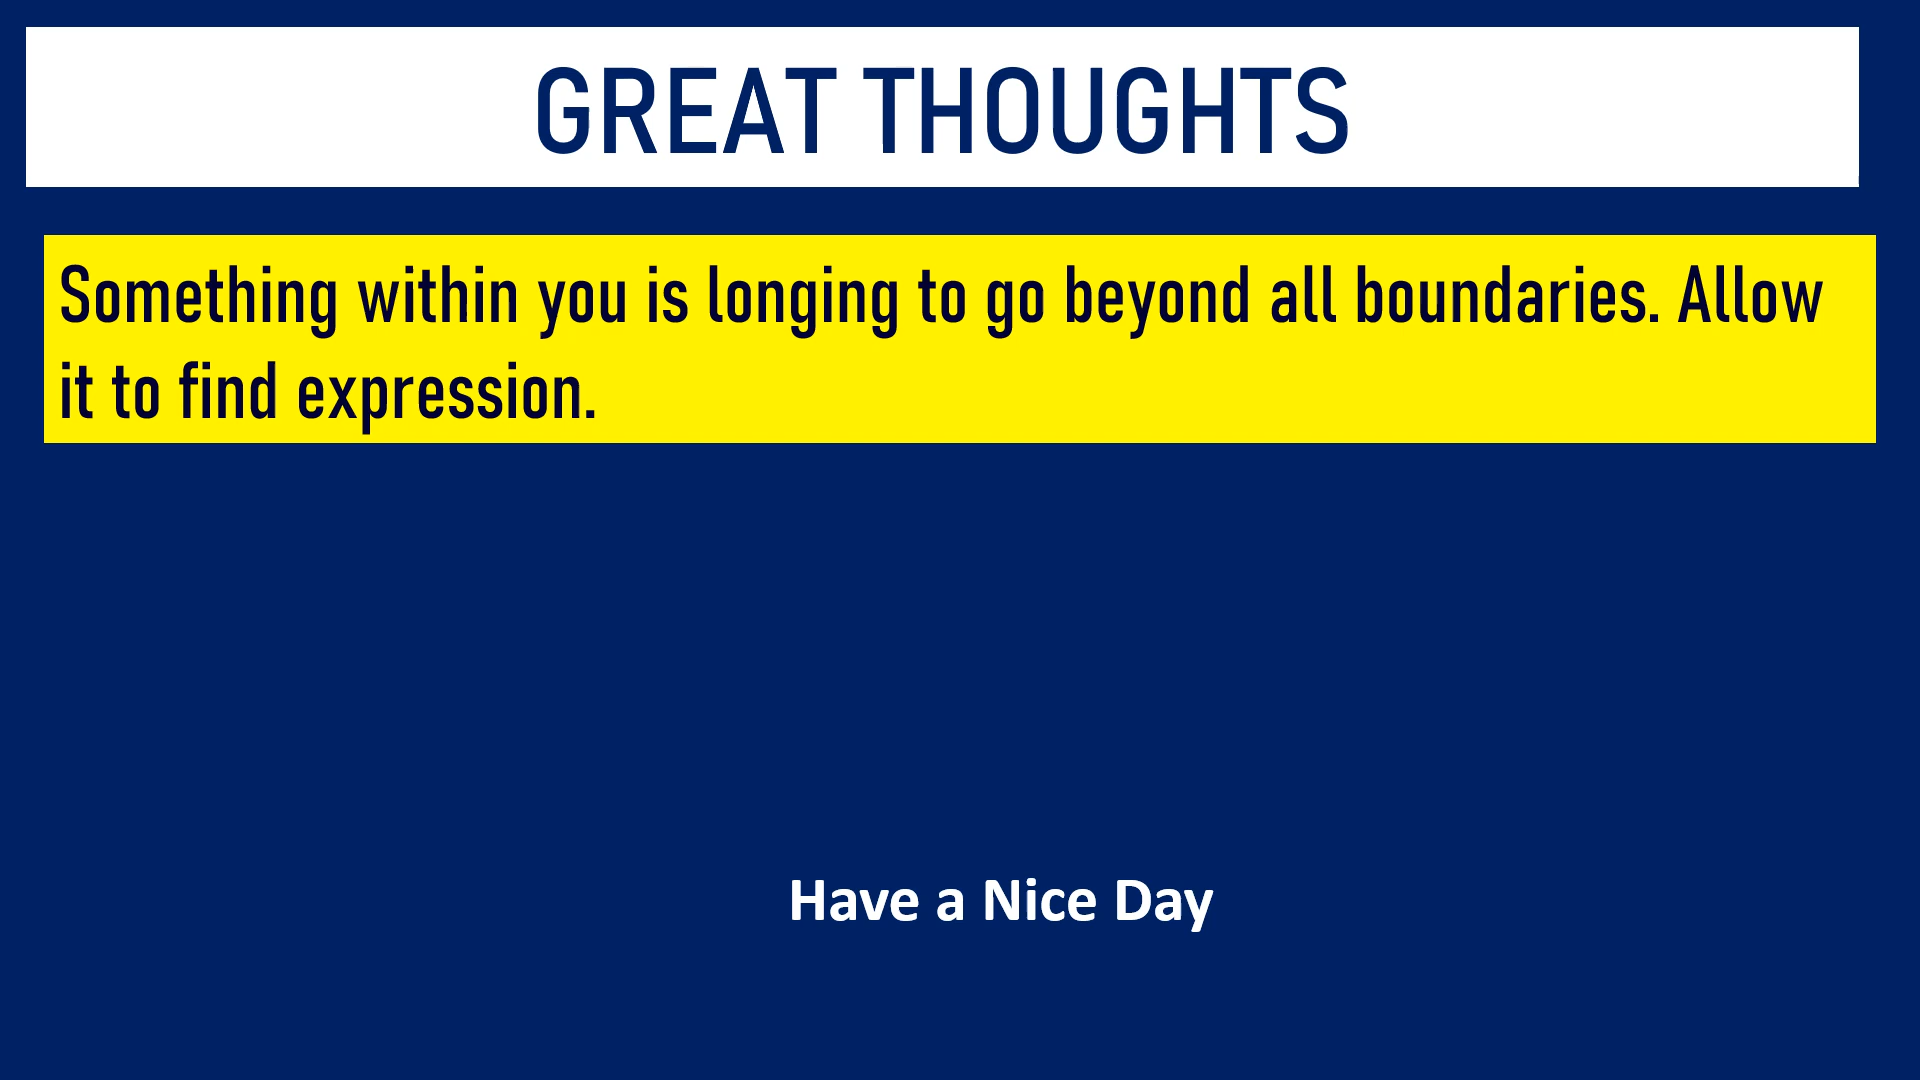 GREAT THOUGHTS
Something within you is longing to go beyond all boundaries. Allow
it to find expression.
Have a Nice Day